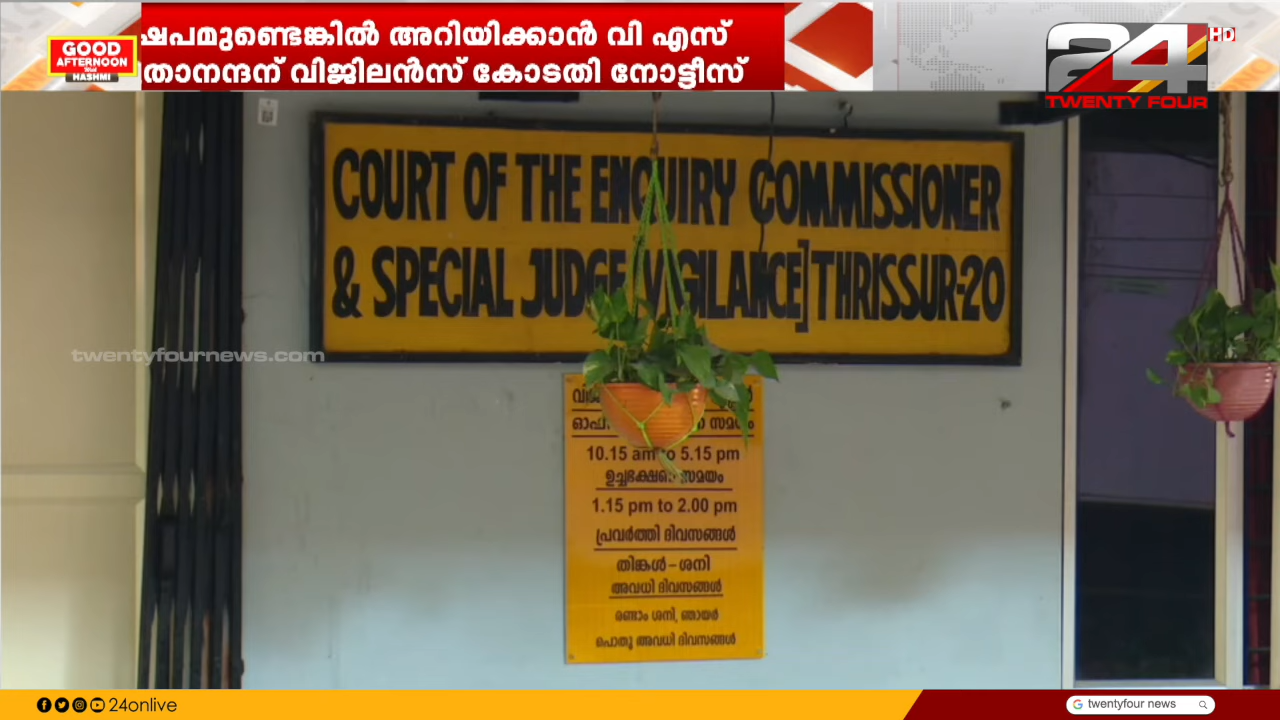 GOOD
AFTERNOON
With
HASHMI
ഷപമുണ്ടെങ്കിൽ അറിയിക്കാൻ വി എസ്
താനന്ദന് വിജിലൻസ് കോടതി നോട്ടീസ്
24
HD
TWENTY FOUR
COURT OF THE ENQUIRY COMMISSIONER
& SPECIAL JUDGE VIGILANCE] THRISSUR-20
twentyfournews.com
സമയം
10.15 am to 5.15 pm
ഉച്ചഭക്ഷണ സമയം
1.15 pm to 2.00 pm
പ്രവർത്തി ദിവസങ്ങൾ
തിങ്കൾ – ശനി
അവധി ദിവസങ്ങൾ
രണ്ടാം ശനി, ഞായർ
പൊതു അവധി ദിവസങ്ങൾ
24onlive
twentyfour news